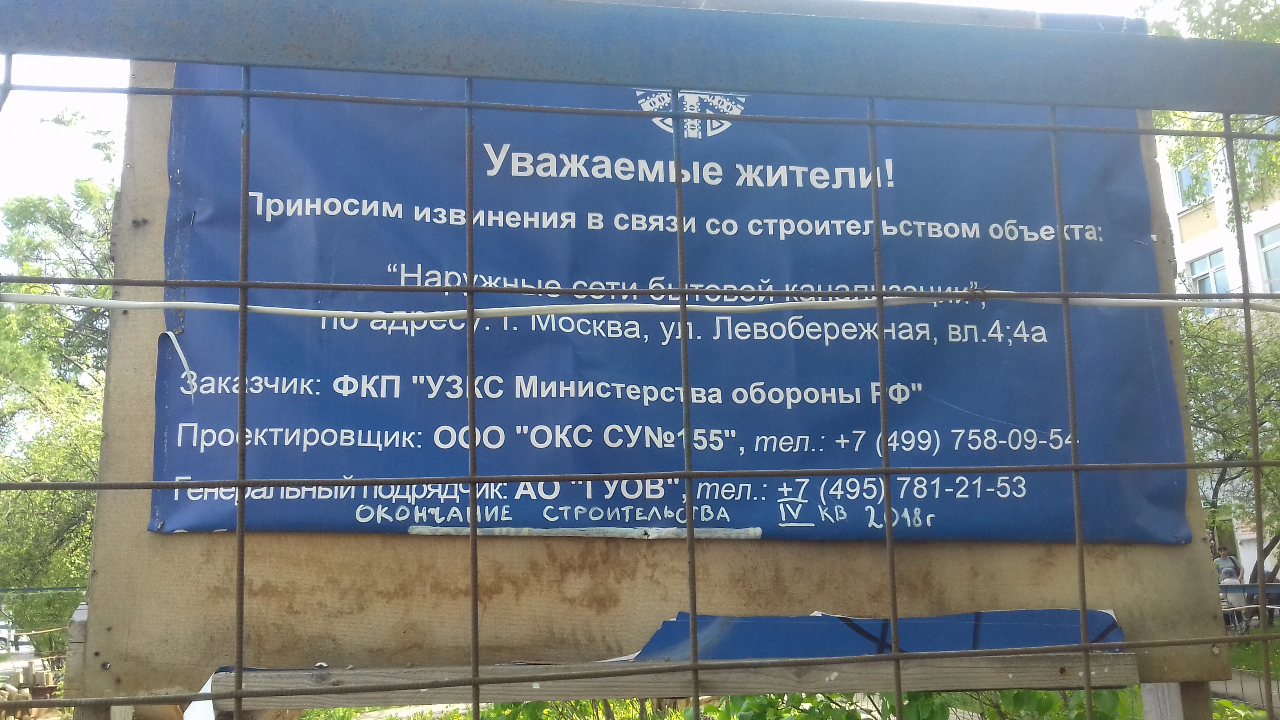 Уважаемые жители!
Приносим извинения в связи со строительством объекта:
“Наружные сети бытовой канализации”,
по адресу: г. Москва, ул. Левобережная, вл.4;4а
Заказчик: ФКП "УЗКС Министерства обороны РФ"
Проектировщик: ООО "ОКС СУ№155", тел.: +7 (499) 758-09-54
Генеральный подрядчик: АО "ГУОВ", тел.: +7 (495) 781-21-53
ОКОНЧАНИЕ СТРОИТЕЛЬСТВА IV КВ 2018г